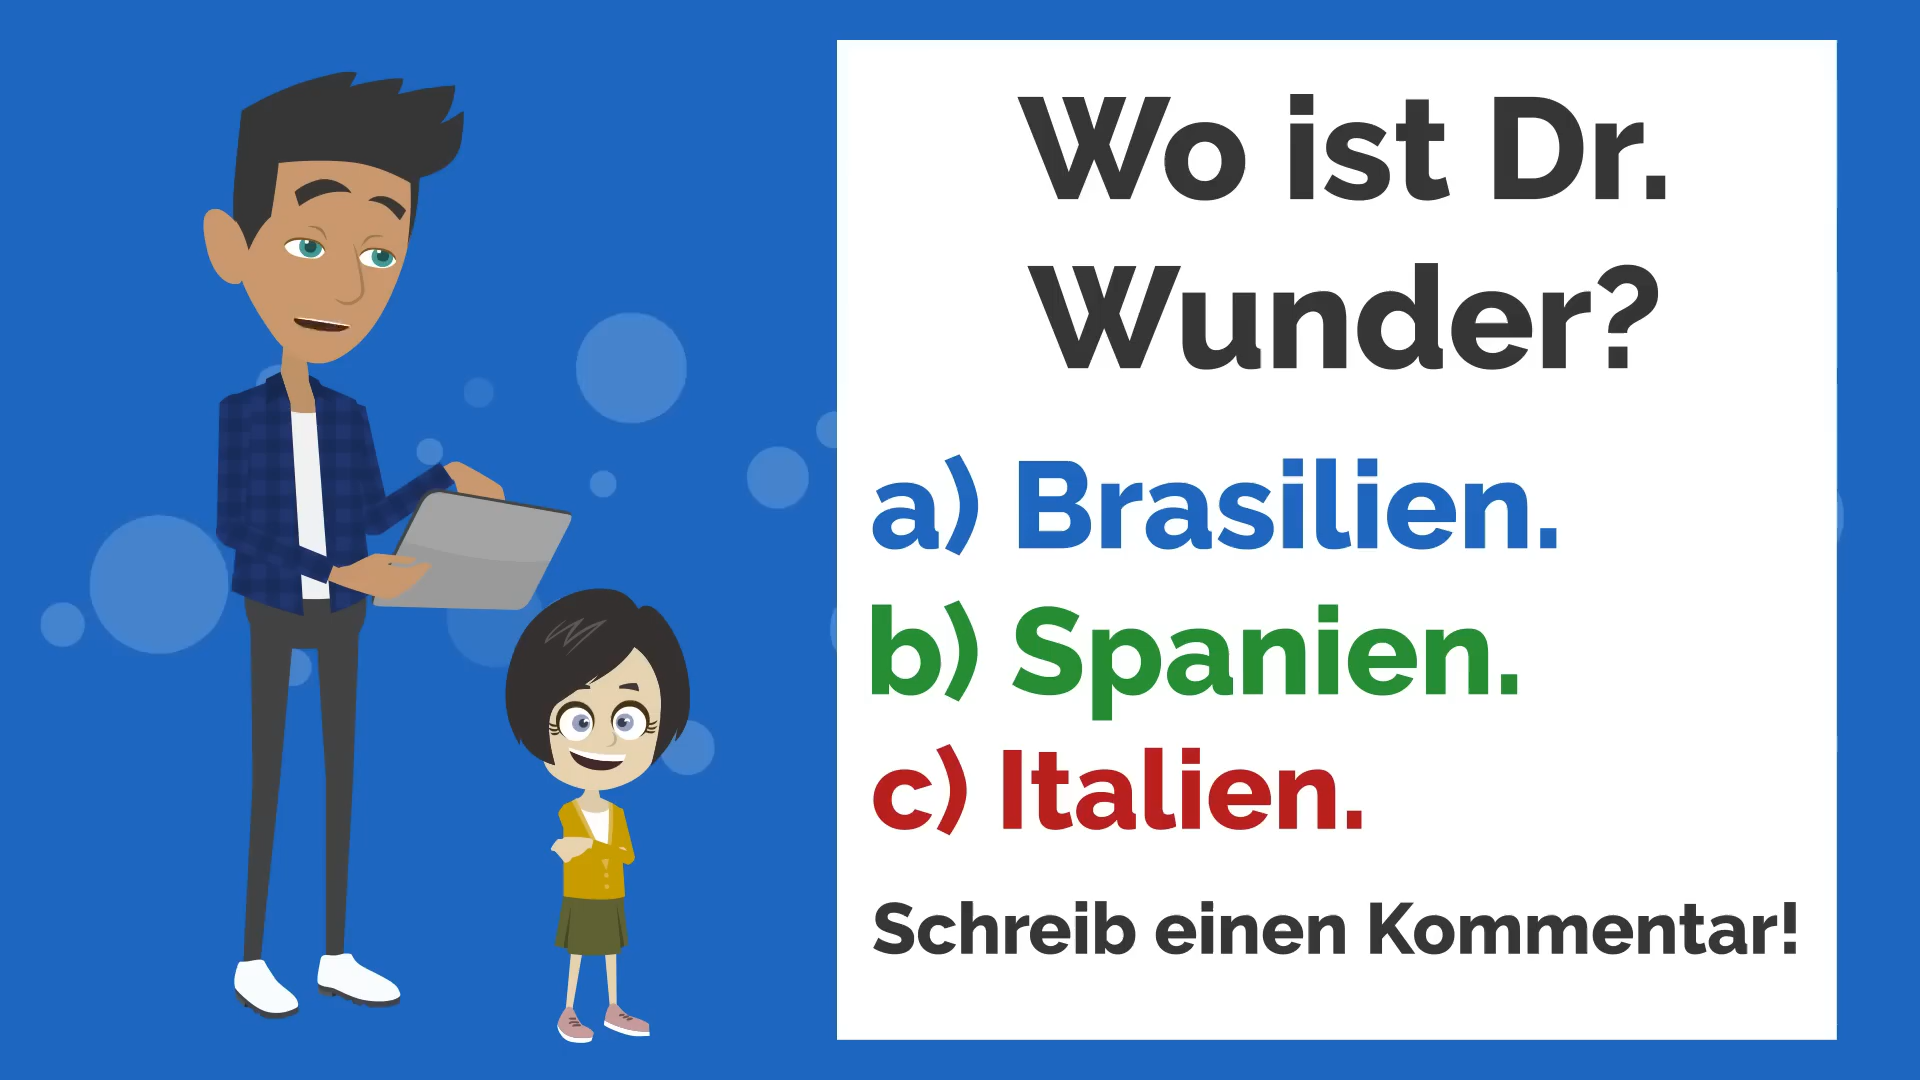 Wo ist Dr.
Wunder?
a) Brasilien.
b) Spanien.
c) Italien.
Schreib einen Kommentar!